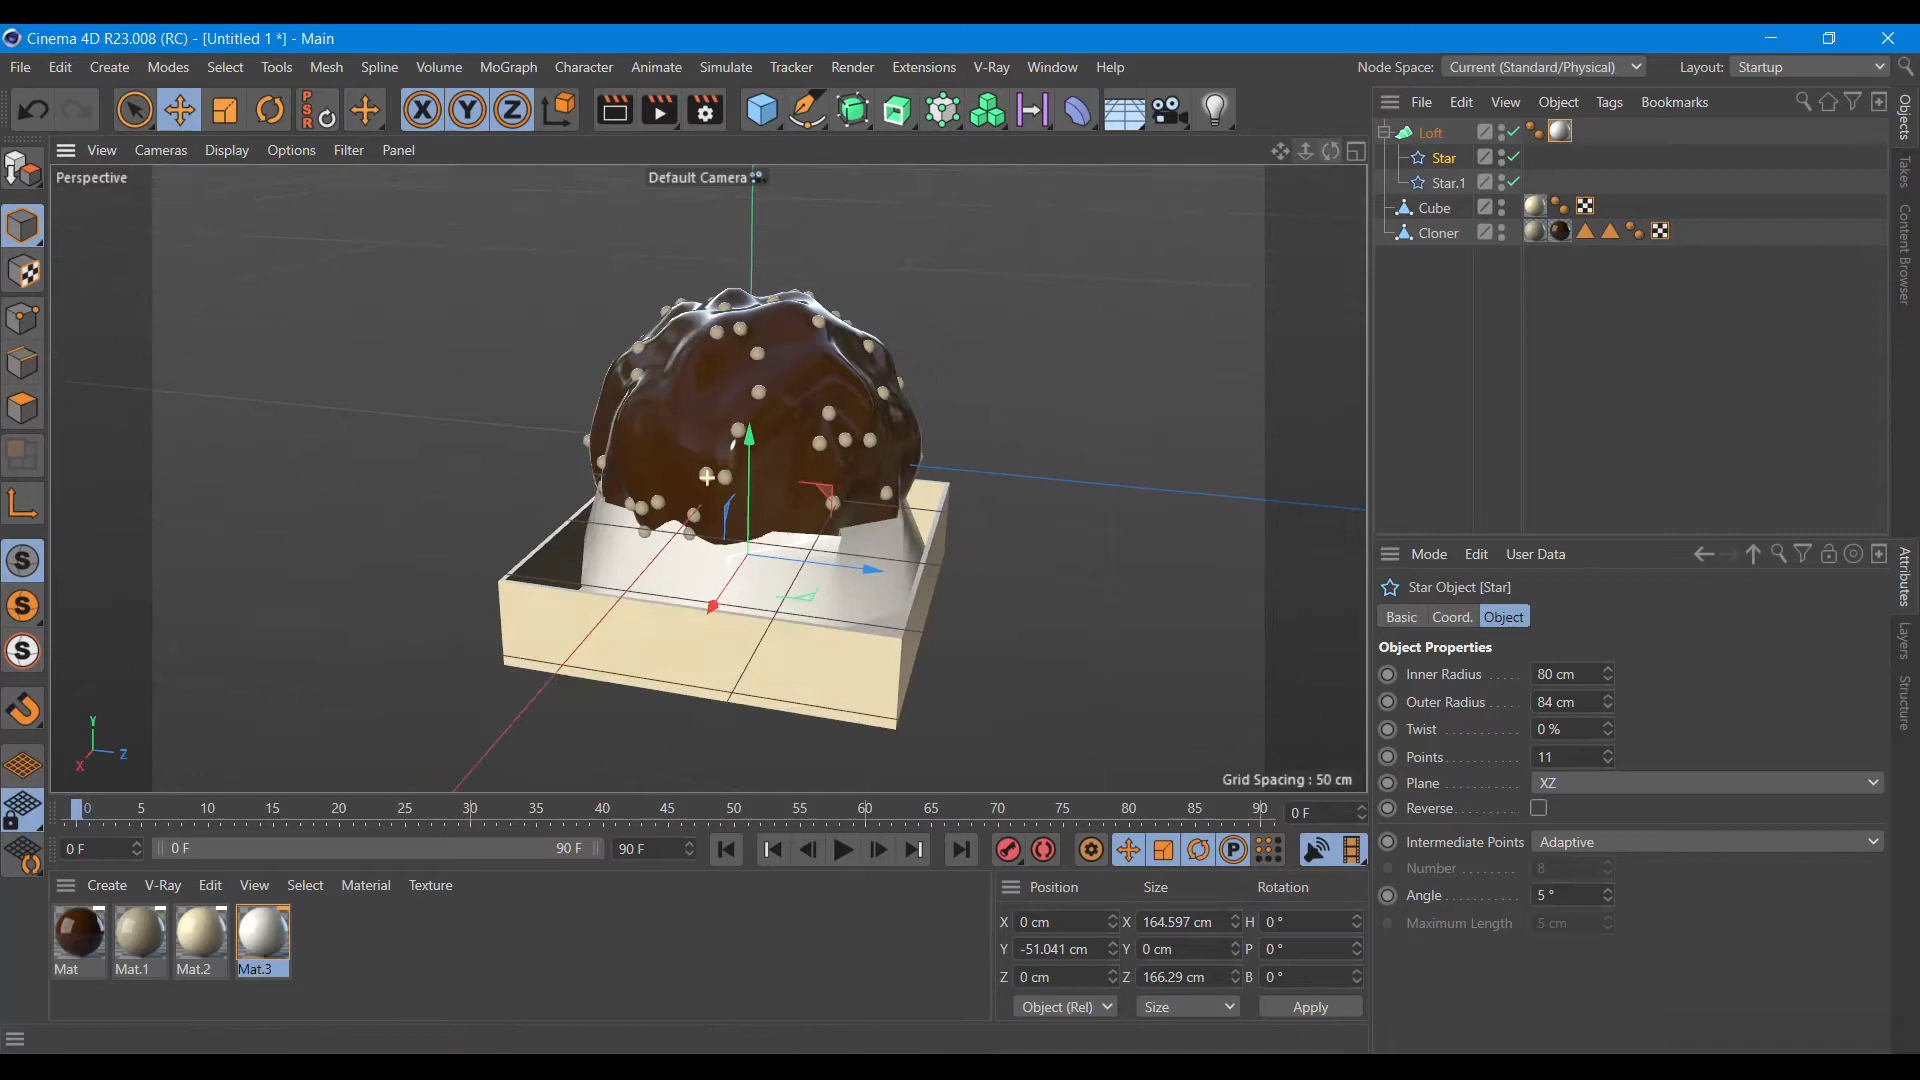 Cinema 4D R23.008 (RC) - [Untitled 1 *] - Main
File Edit Create Modes Select Tools Mesh Spline Volume MoGraph Character Animate Simulate Tracker Render Extensions V-Ray Window Help
Node Space: Current (Standard/Physical) Layout: Startup
PSR X Y Z
File Edit View Object Tags Bookmarks
View Cameras Display Options Filter Panel
Perspective
Default Camera
Loft
Star
Star.1
Cube
Cloner
Objects
Takes
Content Browser
Mode Edit User Data
Star Object [Star]
Basic Coord. Object
Object Properties
Inner Radius 80 cm
Outer Radius 84 cm
Twist 0 %
Points 11
Plane XZ
Reverse
Intermediate Points Adaptive
Number 8
Angle 5 °
Maximum Length 5 cm
Attributes
Layers
Structure
S
S
S
Y
Z
X
Grid Spacing : 50 cm
0 5 10 15 20 25 30 35 40 45 50 55 60 65 70 75 80 85 90 0 F
0 F 0 F 90 F 90 F
P
Create V-Ray Edit View Select Material Texture
Mat Mat.1 Mat.2 Mat.3
Position Size Rotation
X 0 cm X 164.597 cm H 0 °
Y -51.041 cm Y 0 cm P 0 °
Z 0 cm Z 166.29 cm B 0 °
Object (Rel) Size Apply